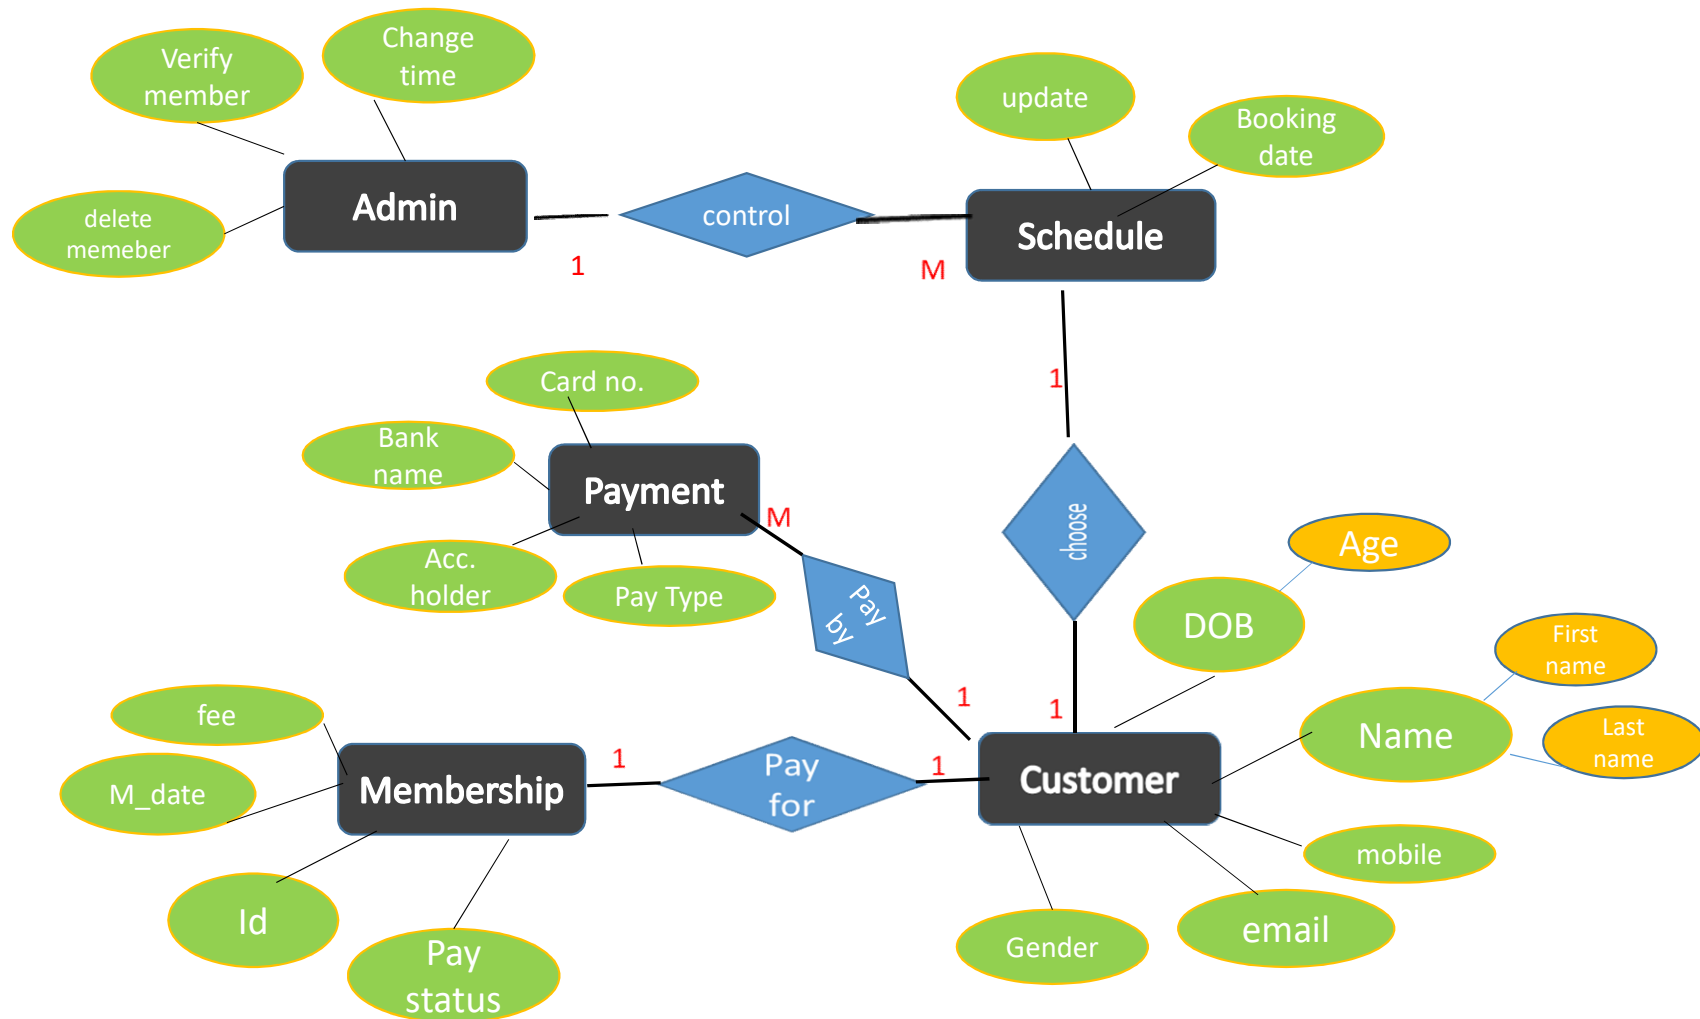 Verify
member
Change
time
delete
memeber
Admin
1
control
M
update
Booking
date
Schedule
1
choose
1
Card no.
Bank
name
Payment
M
Acc.
holder
Pay Type
Pay
by
1
Age
DOB
First
name
Last
name
Name
fee
M_date
Membership
1
Pay
for
1
Customer
mobile
Id
Pay
status
Gender
email